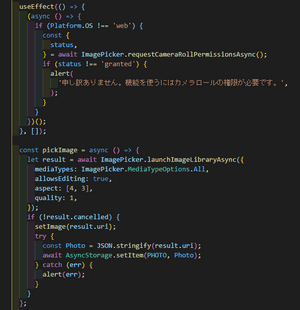 useEffect(() => {
(async () => {
if (Platform.OS !== 'web') {
const {
status,
} = await ImagePicker.requestCameraRollPermissionsAsync();
if (status !== 'granted') {
alert(
'申し訳ありません。機能を使うにはカメラロールの権限が必要です。',
);
}
}
})();
}, []);
const pickImage = async () => {
let result = await ImagePicker.launchImageLibraryAsync({
mediaTypes: ImagePicker.MediaTypeOptions.All,
allowsEditing: true,
aspect: [4, 3],
quality: 1,
});
if (!result.cancelled) {
setImage(result.uri);
try {
const Photo = JSON.stringify(result.uri);
await AsyncStorage.setItem(PHOTO, Photo);
} catch (err) {
alert(err);
}
}
};